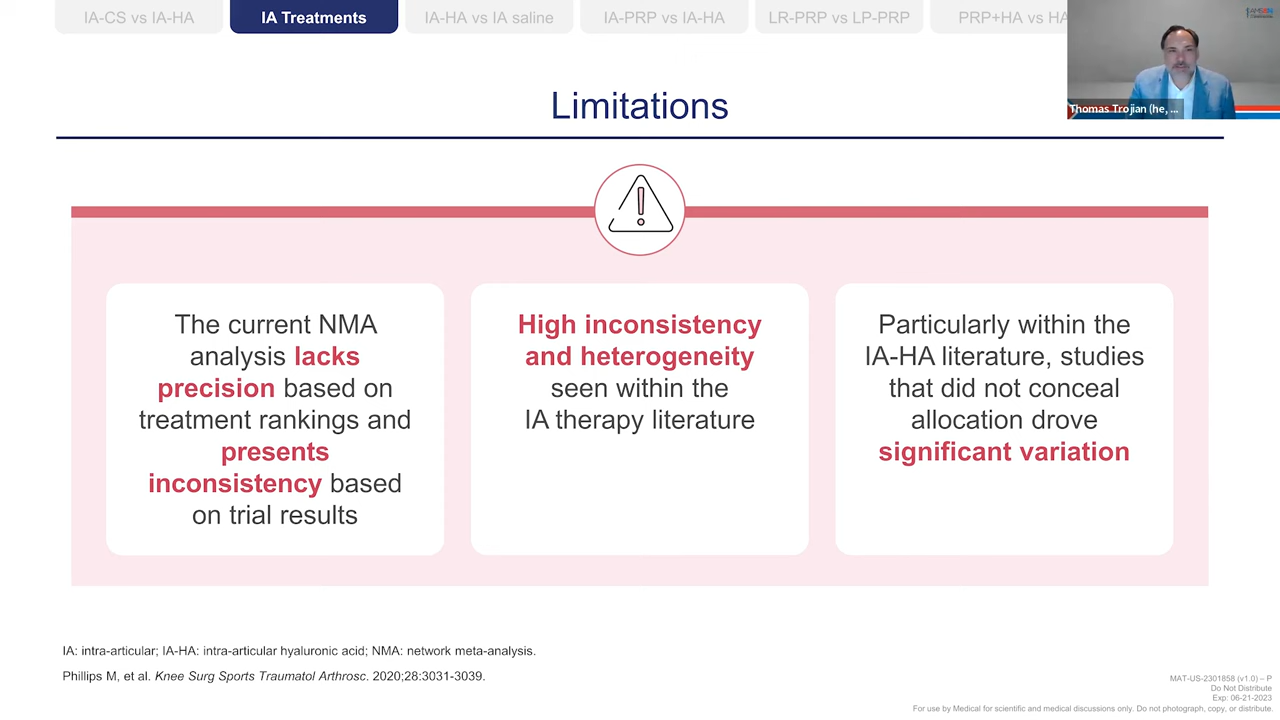 IA-CS vs IA-HA
IA Treatments
IA-HA vs IA saline
IA-PRP vs IA-HA
LR-PRP vs LP-PRP
PRP+HA vs HA
Thomas Trojian (he, ...
Limitations
The current NMA
analysis lacks
precision based on
treatment rankings and
presents
inconsistency based
on trial results
High inconsistency
and heterogeneity
seen within the
IA therapy literature
Particularly within the
IA-HA literature, studies
that did not conceal
allocation drove
significant variation
IA: intra-articular; IA-HA: intra-articular hyaluronic acid; NMA: network meta-analysis.
Phillips M, et al. Knee Surg Sports Traumatol Arthrosc. 2020;28:3031-3039.
MAT-US-2301858 (v1.0) – P
Do Not Distribute
Exp: 06-21-2023
For use by Medical for scientific and medical discussions only. Do not photograph, copy, or distribute.